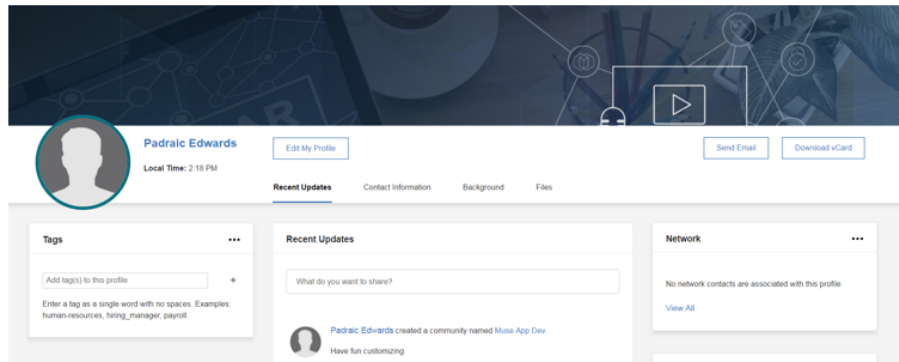 AR
Padraic Edwards
Local Time: 2:18 PM
Edit My Profile
Send Email
Download vCard
Recent Updates
Contact Information
Background
Files
Tags
Add tag(s) to this profile
Enter a tag as a single word with no spaces. Examples:
human-resources, hiring_manager, payroll.
Recent Updates
What do you want to share?
Padraic Edwards created a community named Muse App Dev.
Have fun customizing
Network
No network contacts are associated with this profile
View All